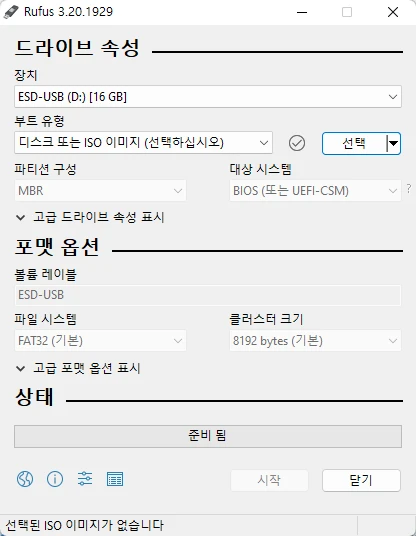 Rufus 3.20.1929
드라이브 속성
장치
ESD-USB (D:) [16 GB]
부트 유형
디스크 또는 ISO 이미지 (선택하십시오)
선택
파티션 구성
대상 시스템
MBR
BIOS (또는 UEFI-CSM)
?
고급 드라이브 속성 표시
포맷 옵션
볼륨 레이블
ESD-USB
파일 시스템
클러스터 크기
FAT32 (기본)
8192 bytes (기본)
고급 포맷 옵션 표시
상태
준비 됨
시작
닫기
선택된 ISO 이미지가 없습니다